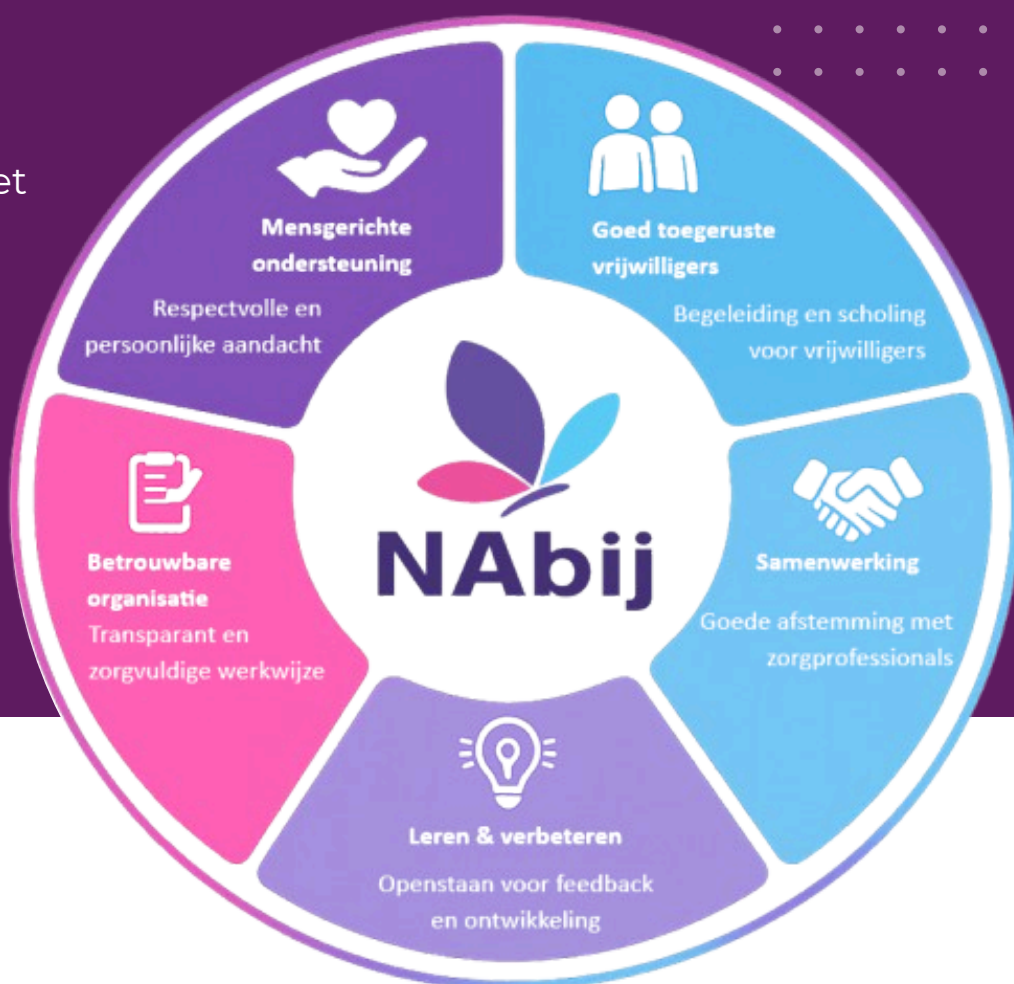 et
Mensgerichte
ondersteuning
Respectvolle en
persoonlijke aandacht
Goed toegeruste
vrijwilligers
Begeleiding en scholing
voor vrijwilligers
Betrouwbare
organisatie
Transparant en
zorgvuldige werkwijze
NAbij
Samenwerking
Goede afstemming met
zorgprofessionals
Leren & verbeteren
Openstaan voor feedback
en ontwikkeling